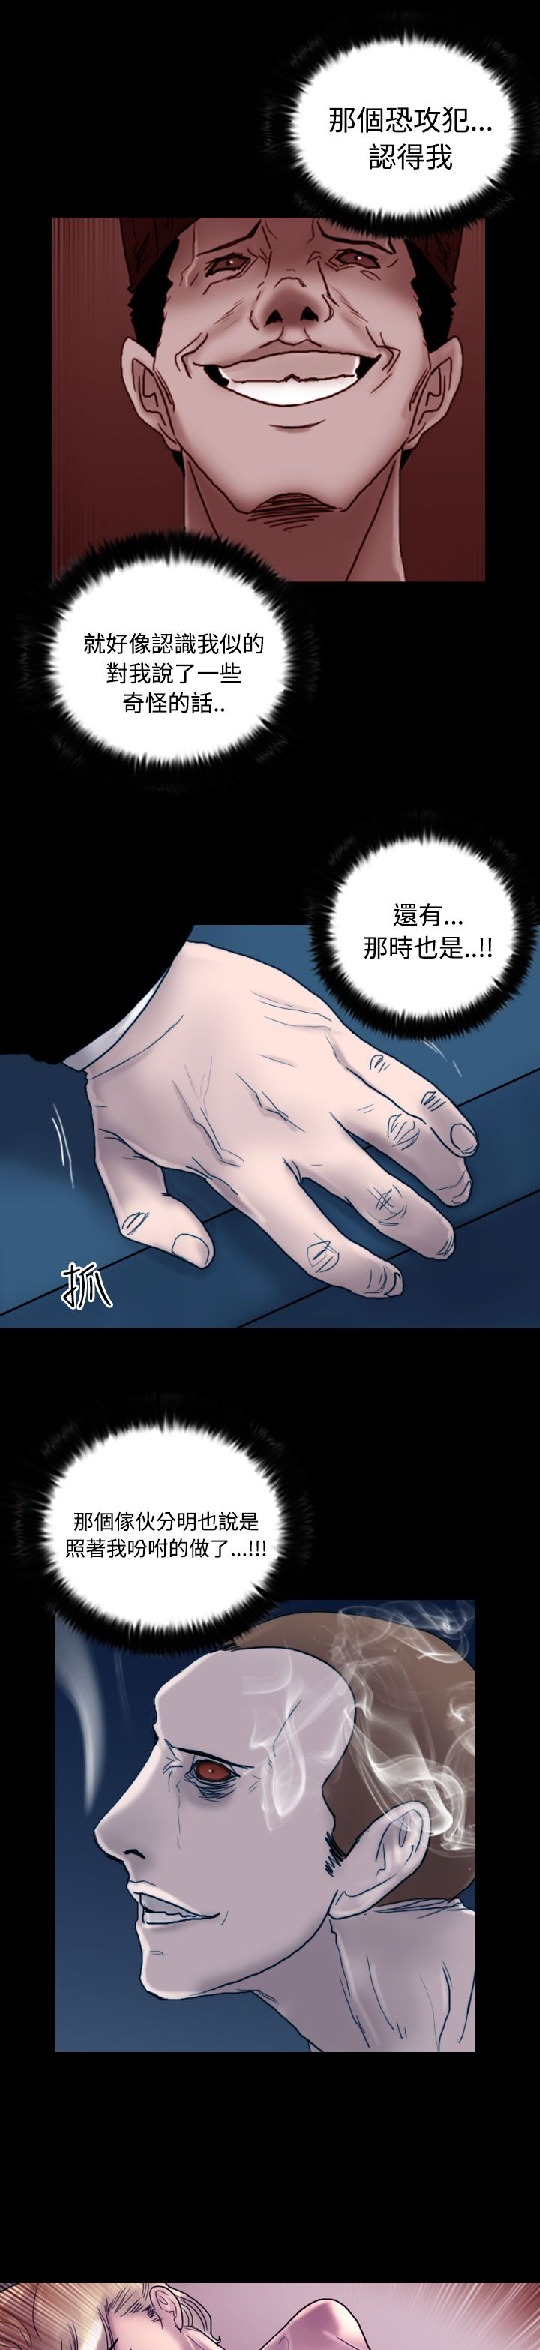 那個恐攻犯...
認得我
就好像認識我似的
對我說了一些
奇怪的話..
還有...
那時也是..!!
抓
那個傢伙分明也說是
照著我吩咐的做了...!!!